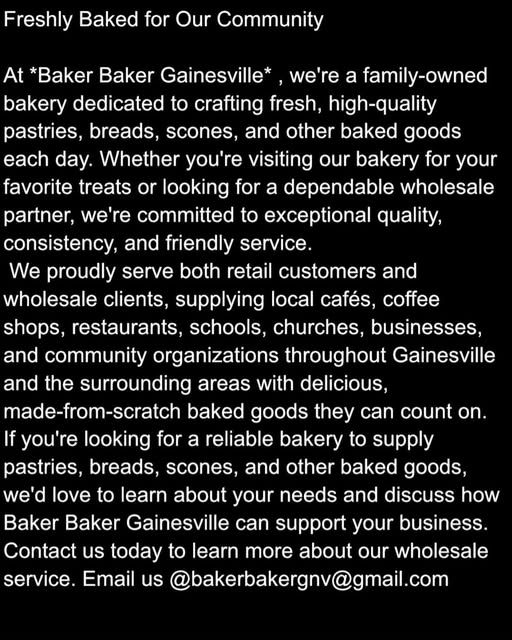 Freshly Baked for Our Community
At *Baker Baker Gainesville* , we're a family-owned
bakery dedicated to crafting fresh, high-quality
pastries, breads, scones, and other baked goods
each day. Whether you're visiting our bakery for your
favorite treats or looking for a dependable wholesale
partner, we're committed to exceptional quality,
consistency, and friendly service.
We proudly serve both retail customers and
wholesale clients, supplying local cafés, coffee
shops, restaurants, schools, churches, businesses,
and community organizations throughout Gainesville
and the surrounding areas with delicious,
made-from-scratch baked goods they can count on.
If you're looking for a reliable bakery to supply
pastries, breads, scones, and other baked goods,
we'd love to learn about your needs and discuss how
Baker Baker Gainesville can support your business.
Contact us today to learn more about our wholesale
service. Email us @bakerbakergnv@gmail.com